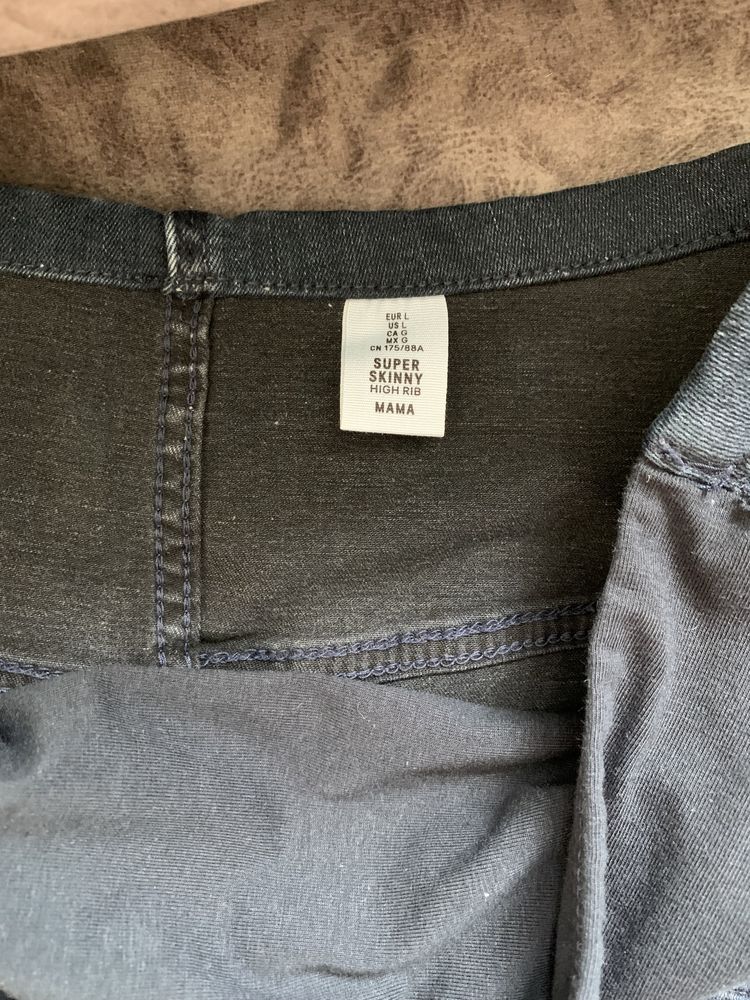 EUR L
US L
CA G
MX G
CN 175/88A
SUPER
SKINNY
HIGH RIB
MAMA